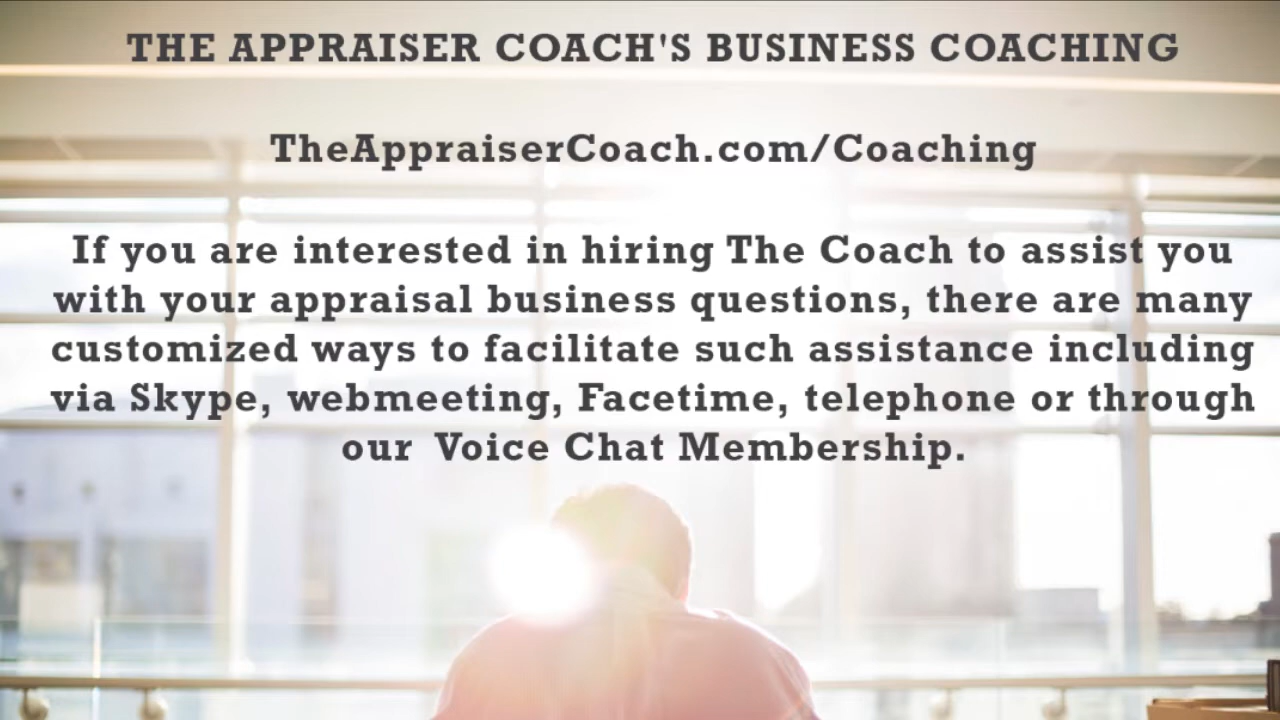 THE APPRAISER COACH'S BUSINESS COACHING
TheAppraiserCoach.com/Coaching
If you are interested in hiring The Coach to assist you
with your appraisal business questions, there are many
customized ways to facilitate such assistance including
via Skype, webmeeting, Facetime, telephone or through
our  Voice Chat Membership.